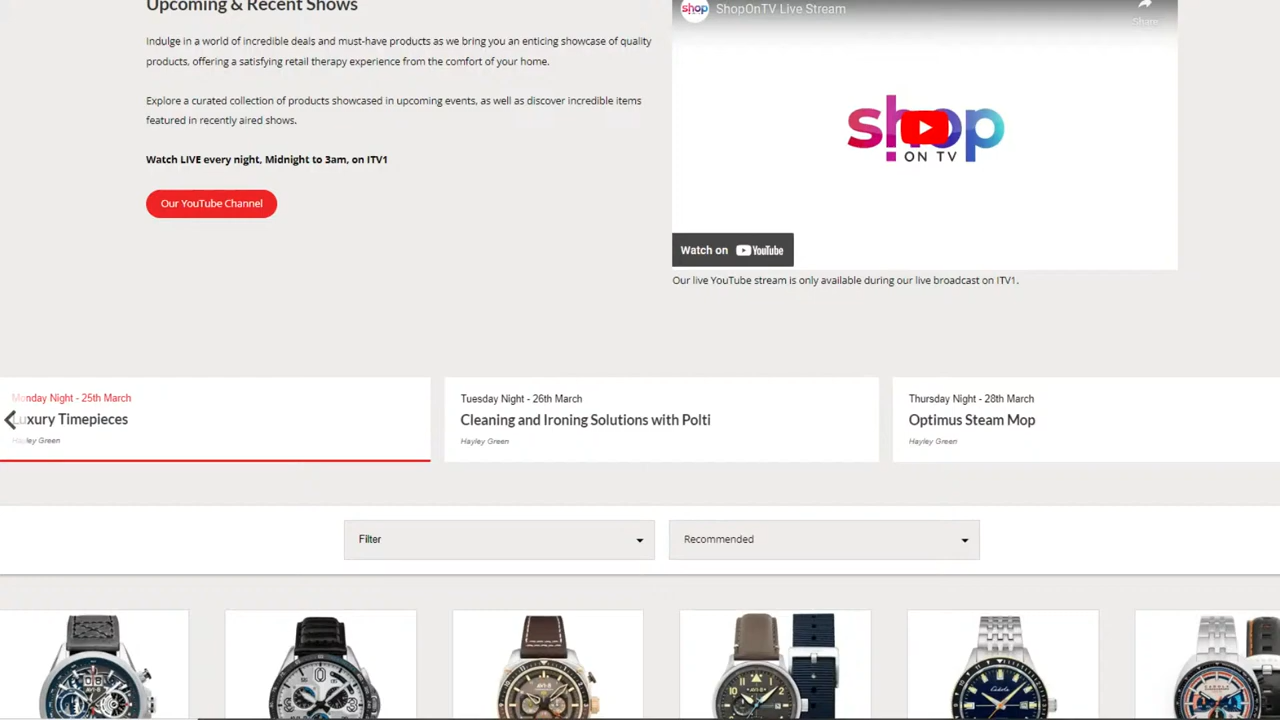 Upcoming & Recent Shows
Indulge in a world of incredible deals and must-have products as we bring you an enticing showcase of quality
products, offering a satisfying retail therapy experience from the comfort of your home.
Explore a curated collection of products showcased in upcoming events, as well as discover incredible items
featured in recently aired shows.
Watch LIVE every night, Midnight to 3am, on ITV1
Our YouTube Channel
shop
ShopOnTV Live Stream
Share
shop
ON TV
Watch on YouTube
Our live YouTube stream is only available during our live broadcast on ITV1.
Monday Night - 25th March
Luxury Timepieces
Hayley Green
Tuesday Night - 26th March
Cleaning and Ironing Solutions with Polti
Hayley Green
Thursday Night - 28th March
Optimus Steam Mop
Hayley Green
Filter
Recommended